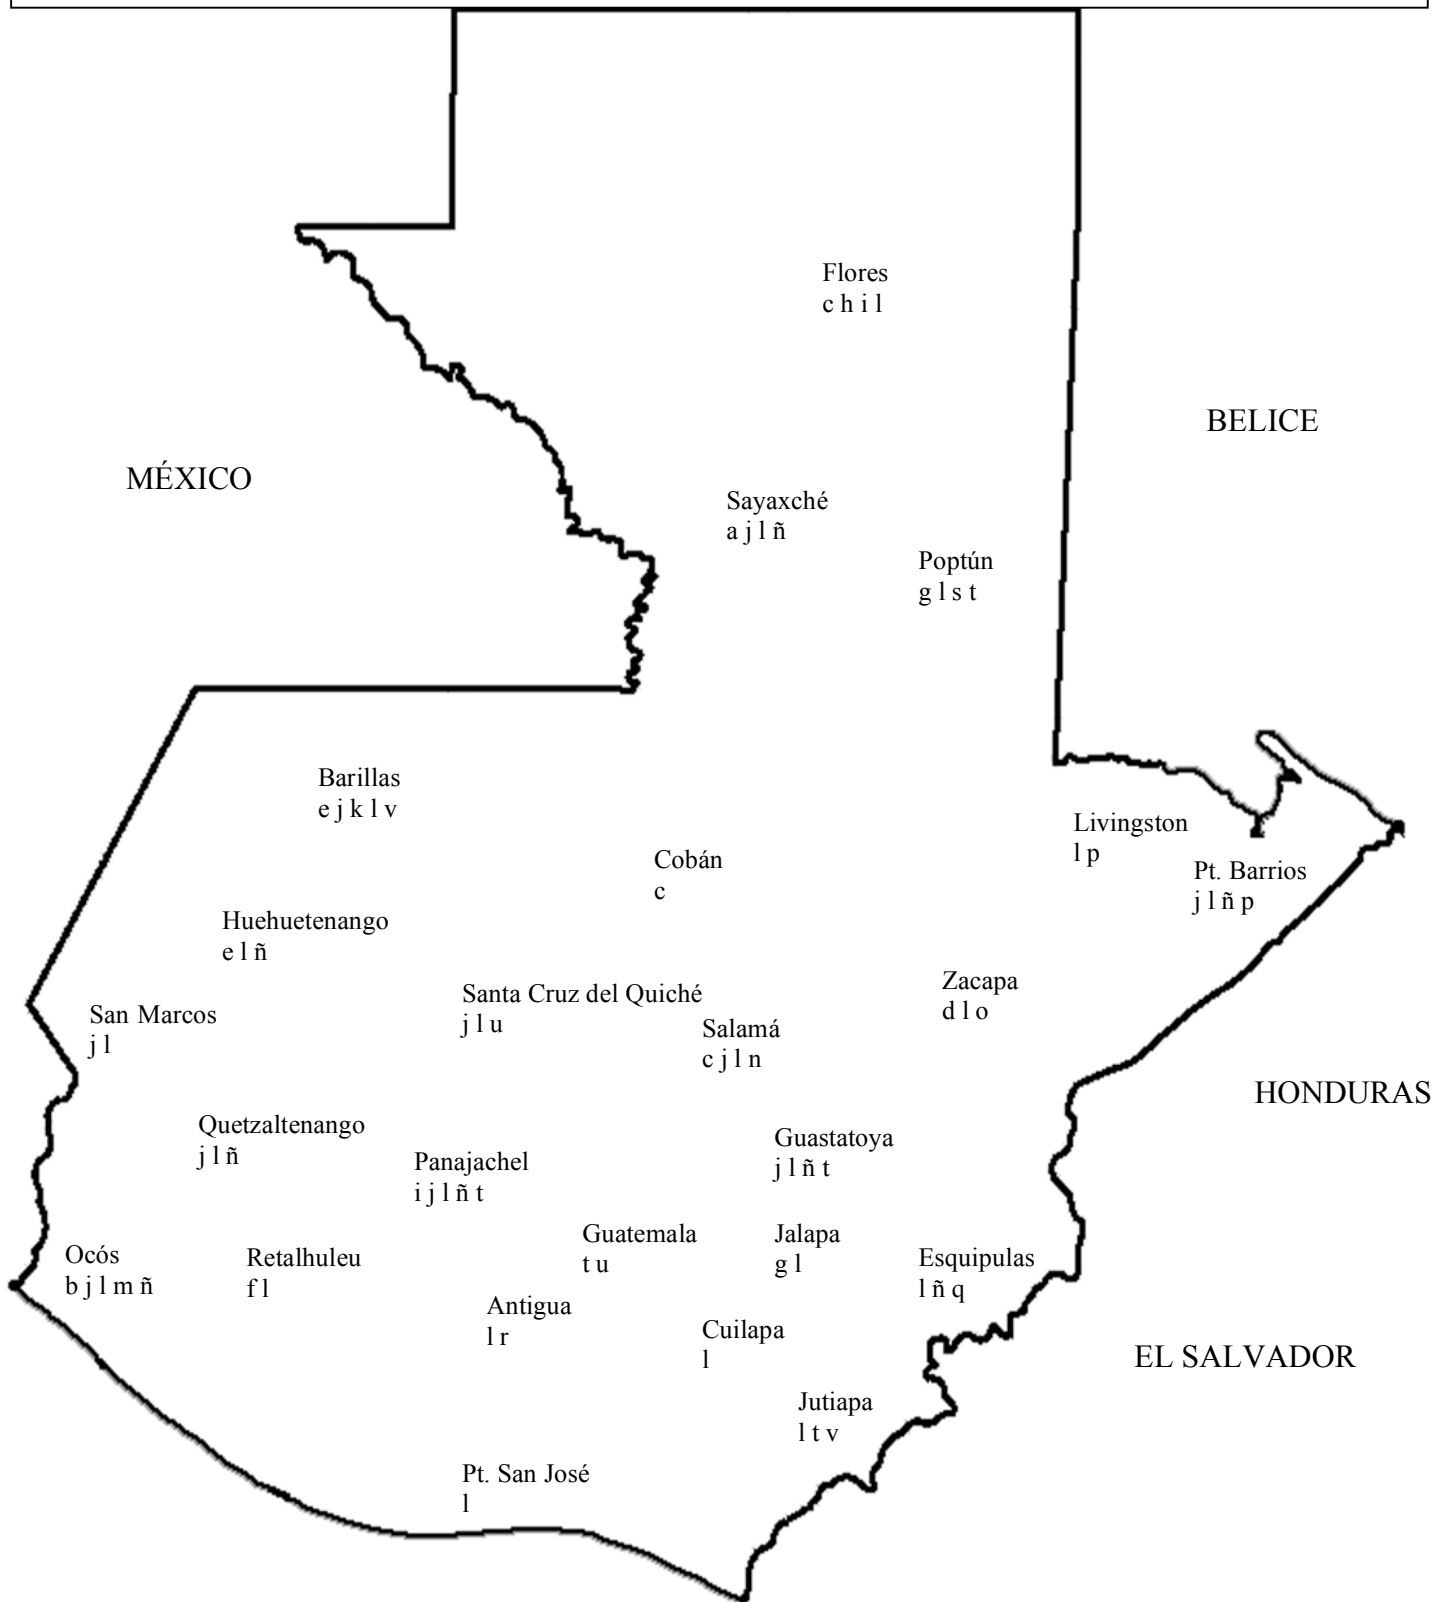 Flores
c h i l
BELICE
MÉXICO
Sayaxché
a j l ñ
Poptún
g l s t
Barillas
e j k l v
Livingston
l p
Cobán
c
Pt. Barrios
j l ñ p
Huehuetenango
e l ñ
Zacapa
d l o
Santa Cruz del Quiché
j l u
San Marcos
j l
Salamá
c j l n
HONDURAS
Quetzaltenango
j l ñ
Guastatoya
j l ñ t
Panajachel
i j l ñ t
Guatemala
t u
Jalapa
g l
Ocós
b j l m ñ
Retalhuleu
f l
Esquipulas
l ñ q
Antigua
l r
Cuilapa
l
EL SALVADOR
Jutiapa
l t v
Pt. San José
l